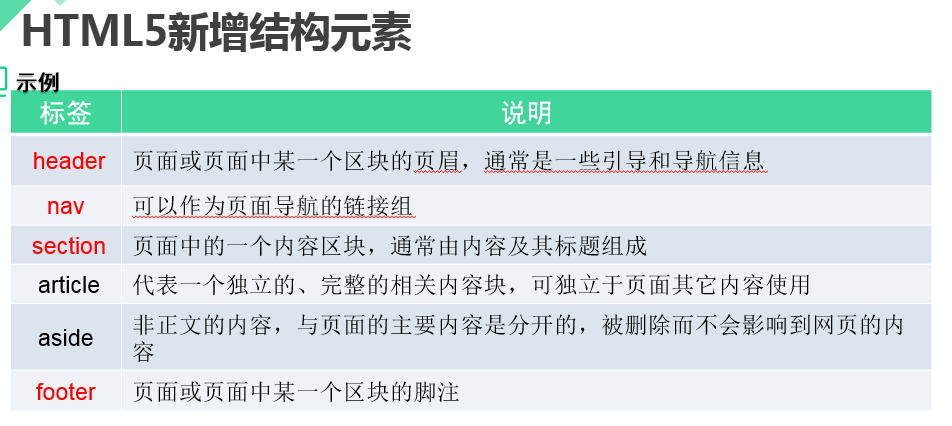 HTML5新增结构元素
示例
标签 说明
header 页面或页面中某一个区块的页眉，通常是一些引导和导航信息
nav 可以作为页面导航的链接组
section 页面中的一个内容区块，通常由内容及其标题组成
article 代表一个独立的、完整的相关内容块，可独立于页面其它内容使用
aside 非正文的内容，与页面的主要内容是分开的，被删除而不会影响到网页的内
容
footer 页面或页面中某一个区块的脚注